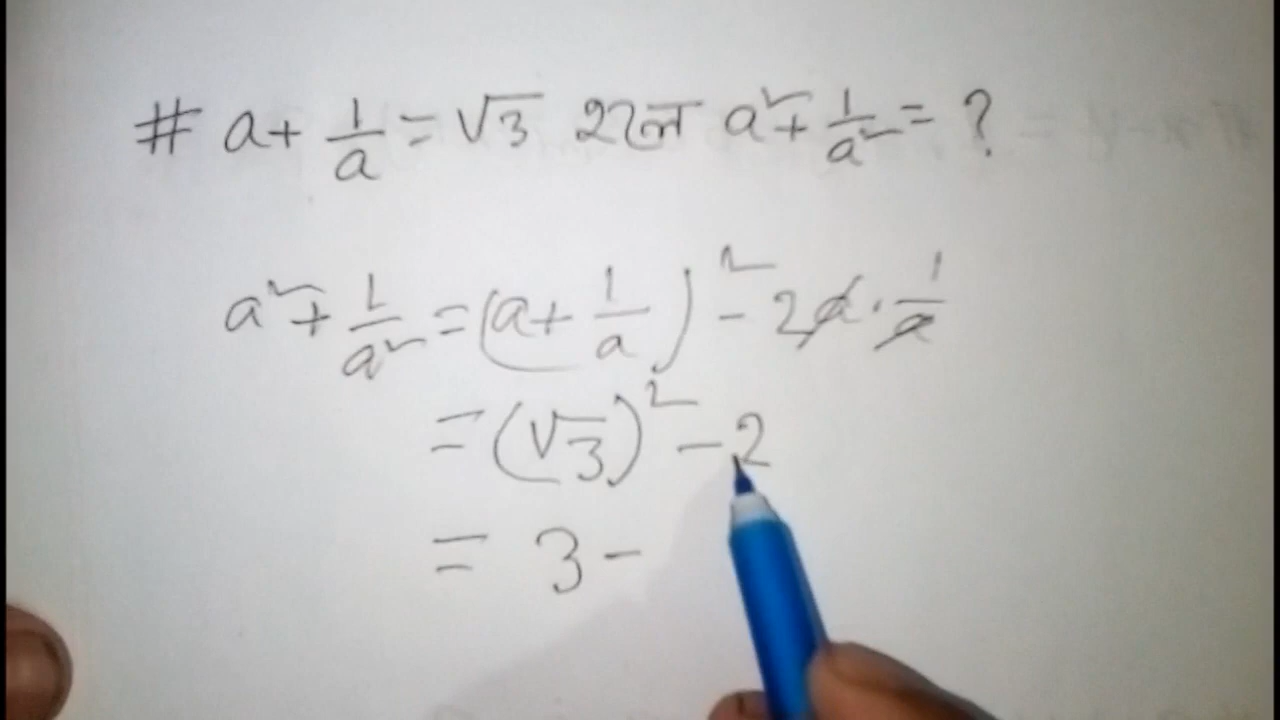 # a + 1/a = √3 হলে a² + 1/a² = ?
a² + 1/a² = (a + 1/a)² - 2a · 1/a
= (√3)² - 2
= 3 -